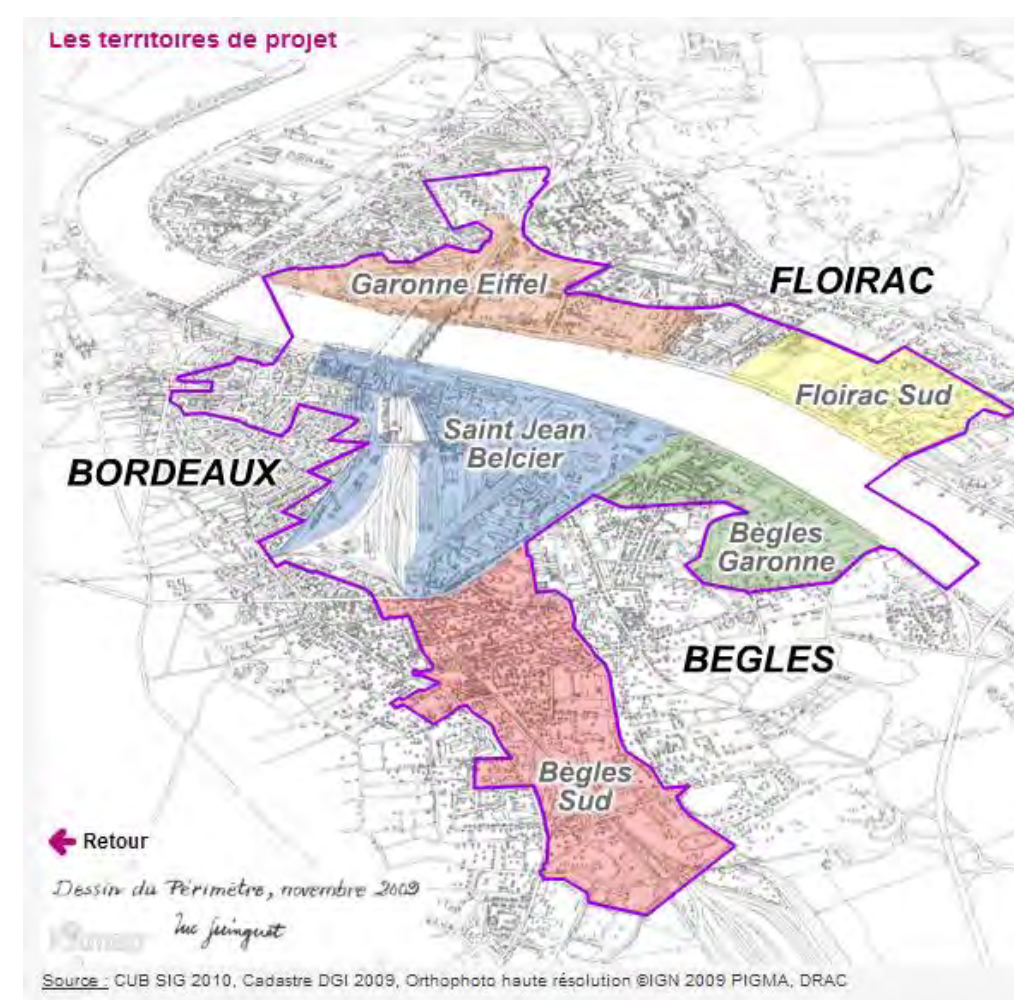 Les territoires de projet
Garonne Eiffel
FLOIRAC
Floirac Sud
Saint Jean
Belcier
BORDEAUX
Bègles
Garonne
BEGLES
Bègles
Sud
Retour
Dessin du Périmètre, novembre 2009
Source : CUB SIG 2010, Cadastre DGI 2009, Orthophoto haute résolution ©IGN 2009 PIGMA, DRAC